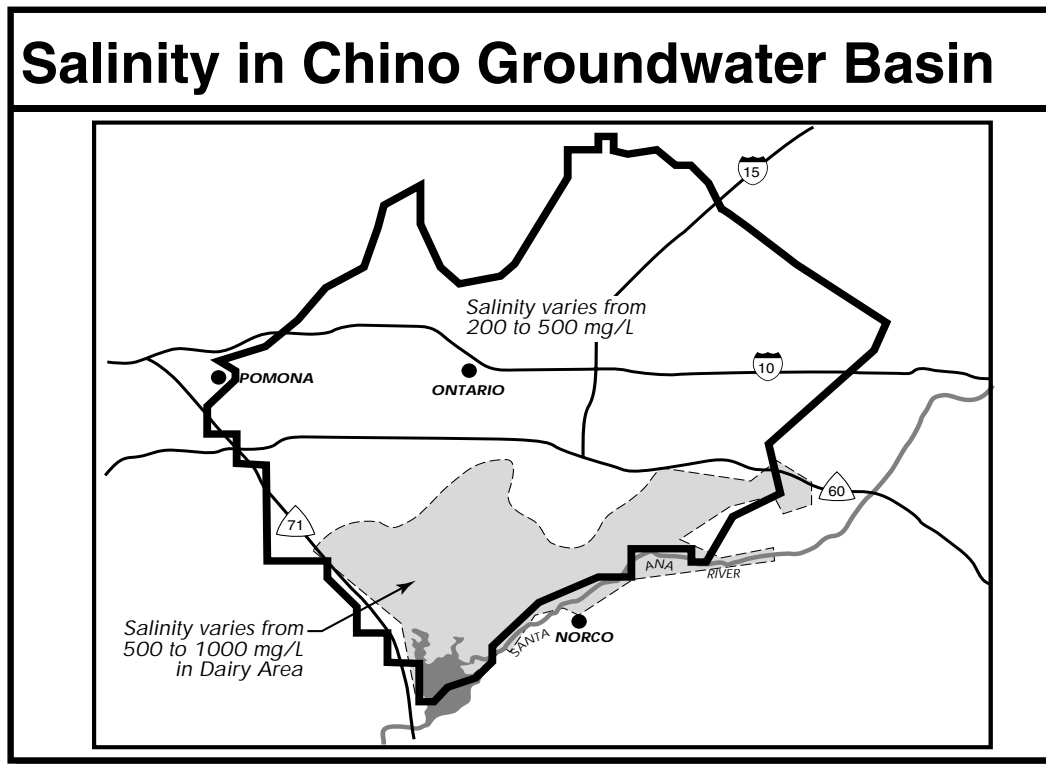 Salinity in Chino Groundwater Basin
15
Salinity varies from
200 to 500 mg/L
10
POMONA
ONTARIO
60
71
ANA
RIVER
SANTA
NORCO
Salinity varies from
500 to 1000 mg/L
in Dairy Area